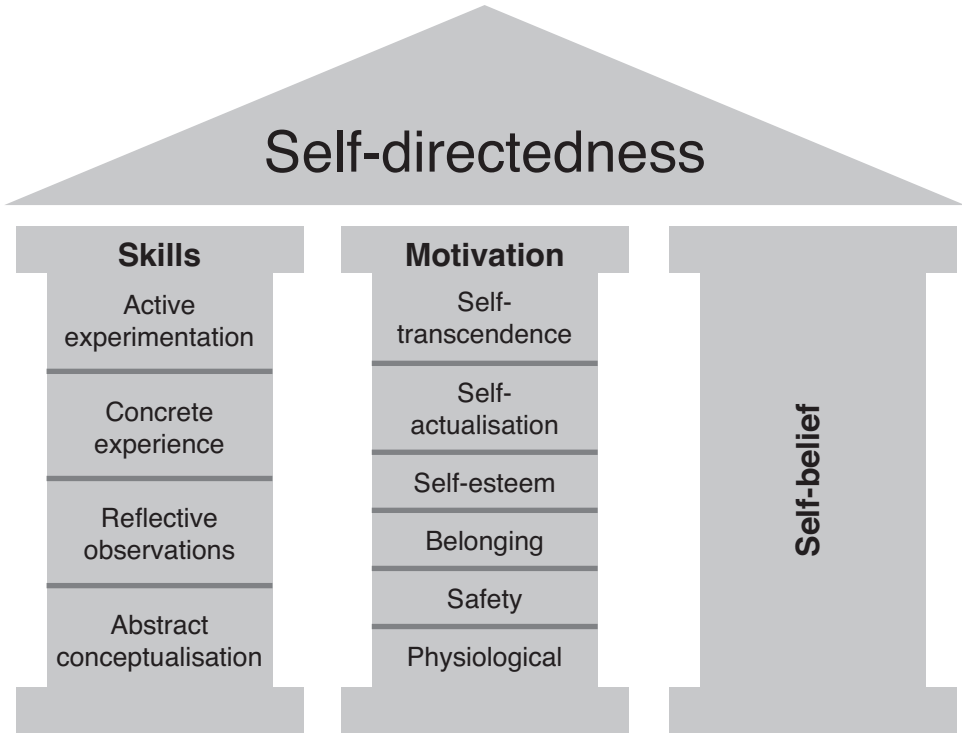 Self-directedness
Skills
Active
experimentation
Concrete
experience
Reflective
observations
Abstract
conceptualisation
Motivation
Self-
transcendence
Self-
actualisation
Self-esteem
Belonging
Safety
Physiological
Self-belief